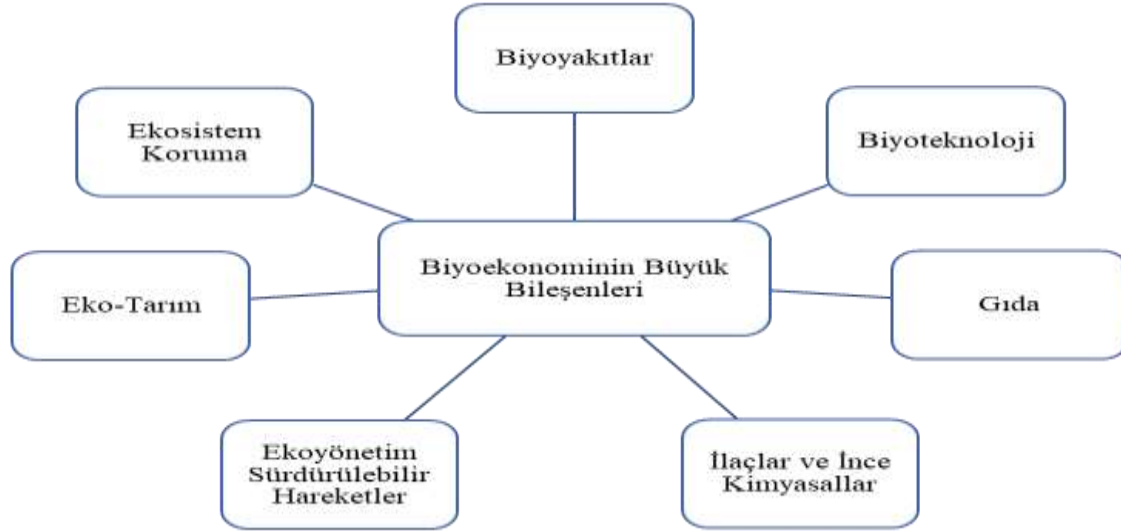 Biyoyakıtlar
Ekosistem
Koruma
Biyoteknoloji
Biyoekonominin Büyük
Bileşenleri
Eko-Tarım
Gıda
Ekoyönetim
Sürdürülebilir
Hareketler
İlaçlar ve İnce
Kimyasallar